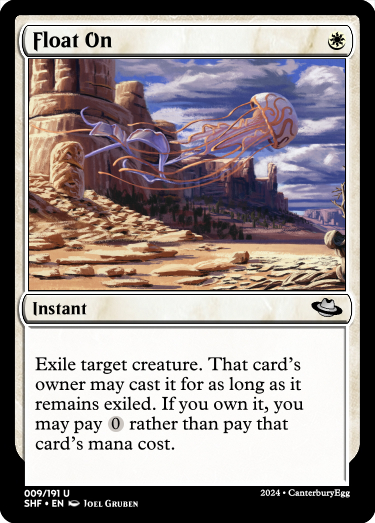 Float On
Instant
Exile target creature. That card's
owner may cast it for as long as it
remains exiled. If you own it, you
may pay 0 rather than pay that
card's mana cost.
009/191 U
SHF • EN Joel Gruben
2024 • CanterburyEgg